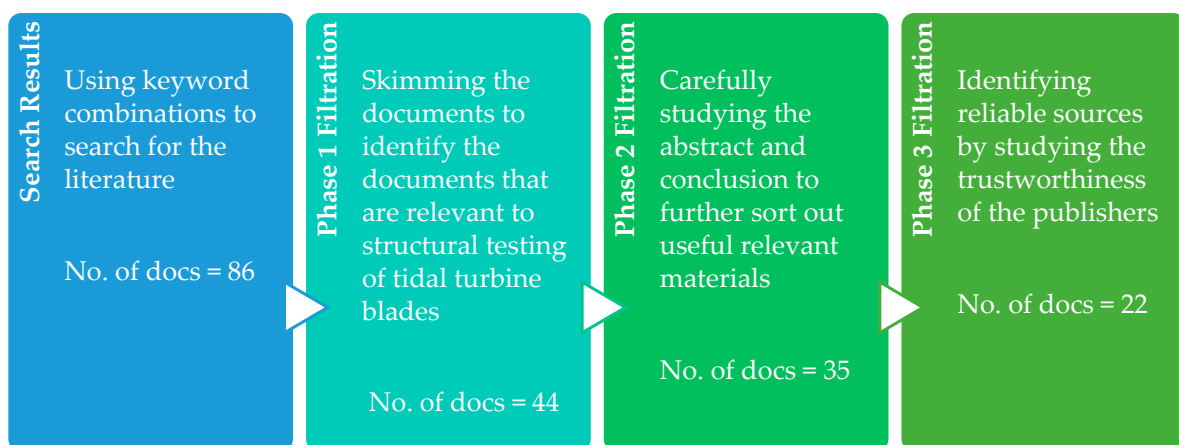 Search Results
Using keyword
combinations to
search for the
literature
No. of docs = 86
Phase 1 Filtration
Skimming the
documents to
identify the
documents that
are relevant to
structural testing
of tidal turbine
blades
No. of docs = 44
Phase 2 Filtration
Carefully
studying the
abstract and
conclusion to
further sort out
useful relevant
materials
No. of docs = 35
Phase 3 Filtration
Identifying
reliable sources
by studying the
trustworthiness
of the publishers
No. of docs = 22